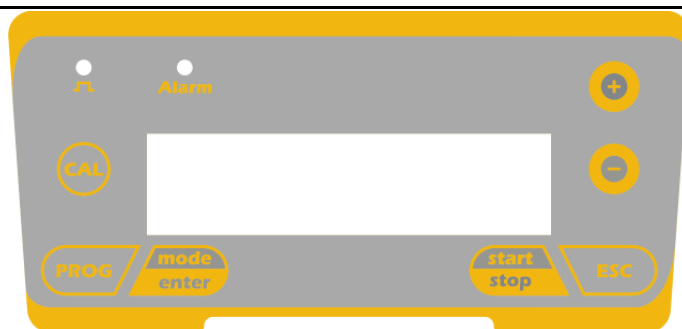 Alarm
+
CAL
−
PROG
mode
enter
start
stop
ESC